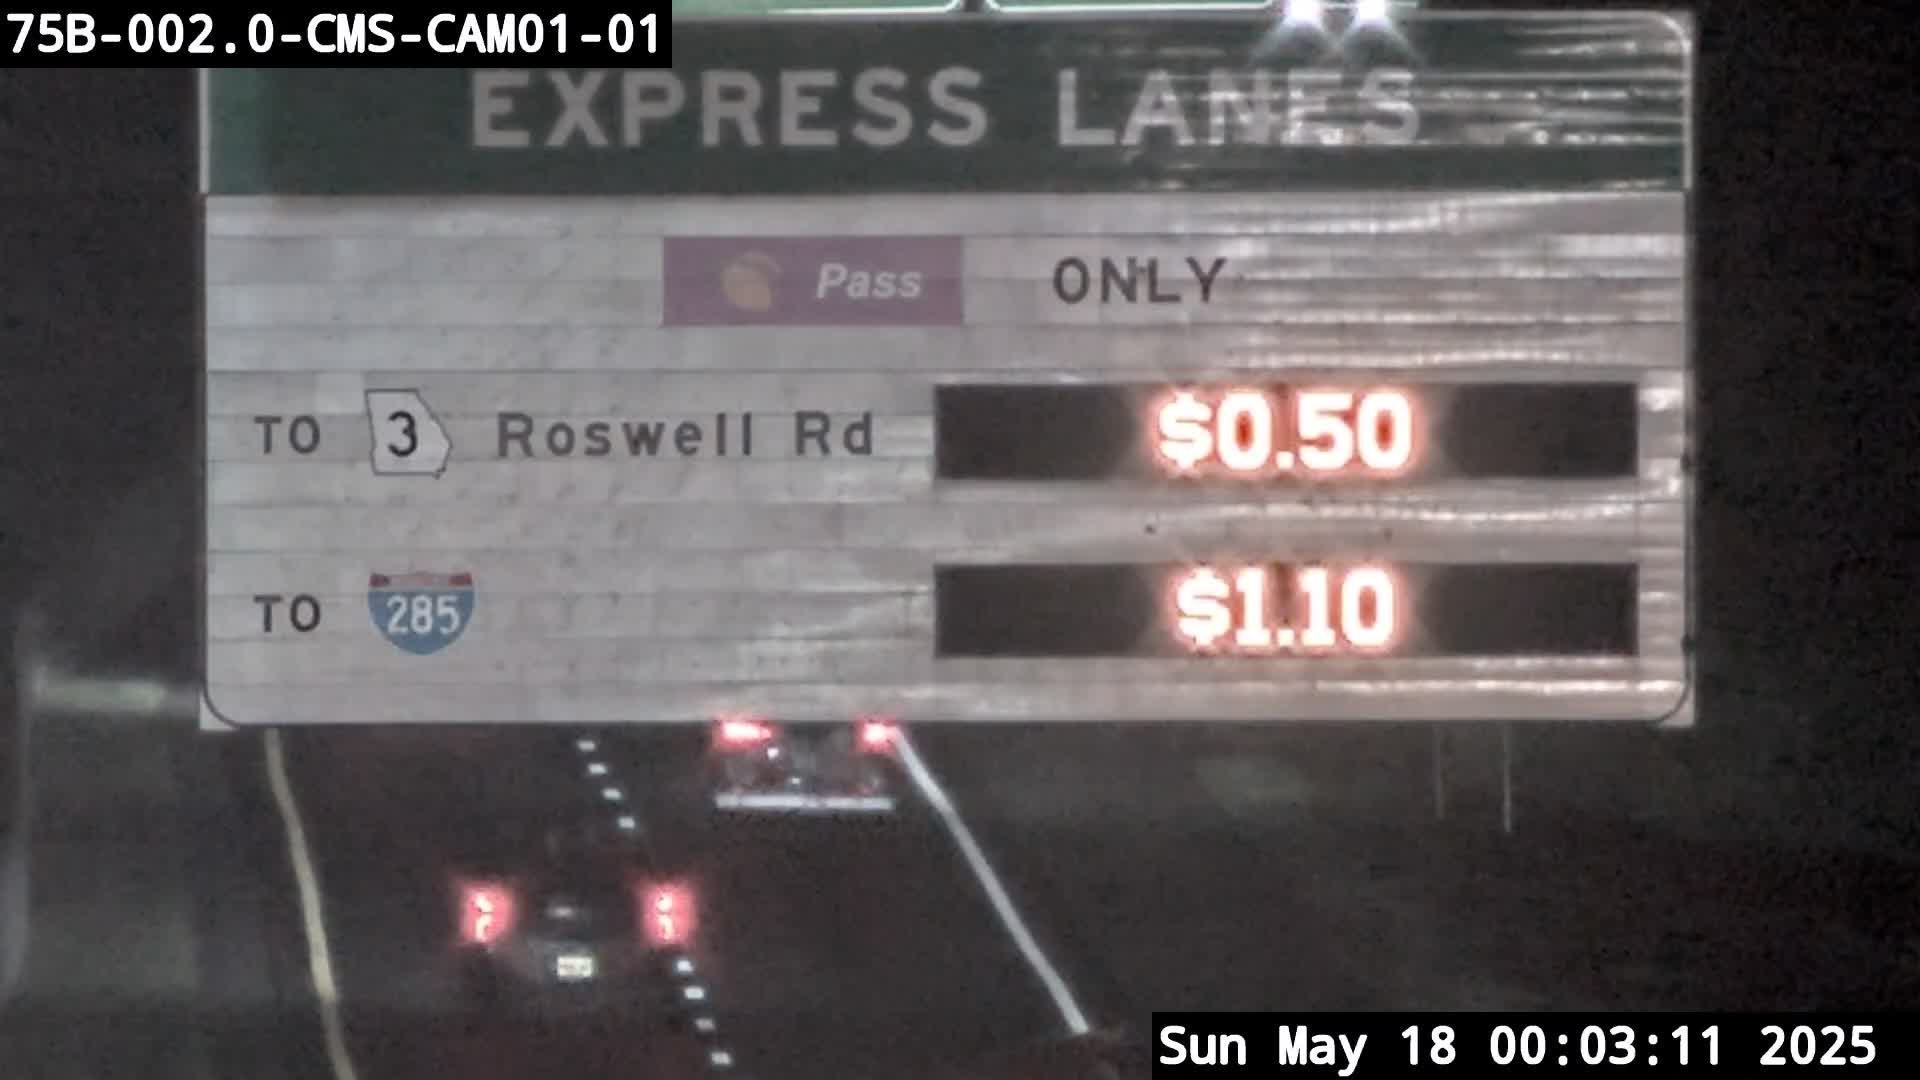 75B-002.0-CMS-CAM01-01
EXPRESS LANES
Pass ONLY
TO 3 Roswell Rd $0.50
TO 285 $1.10
Sun May 18 00:03:11 2025